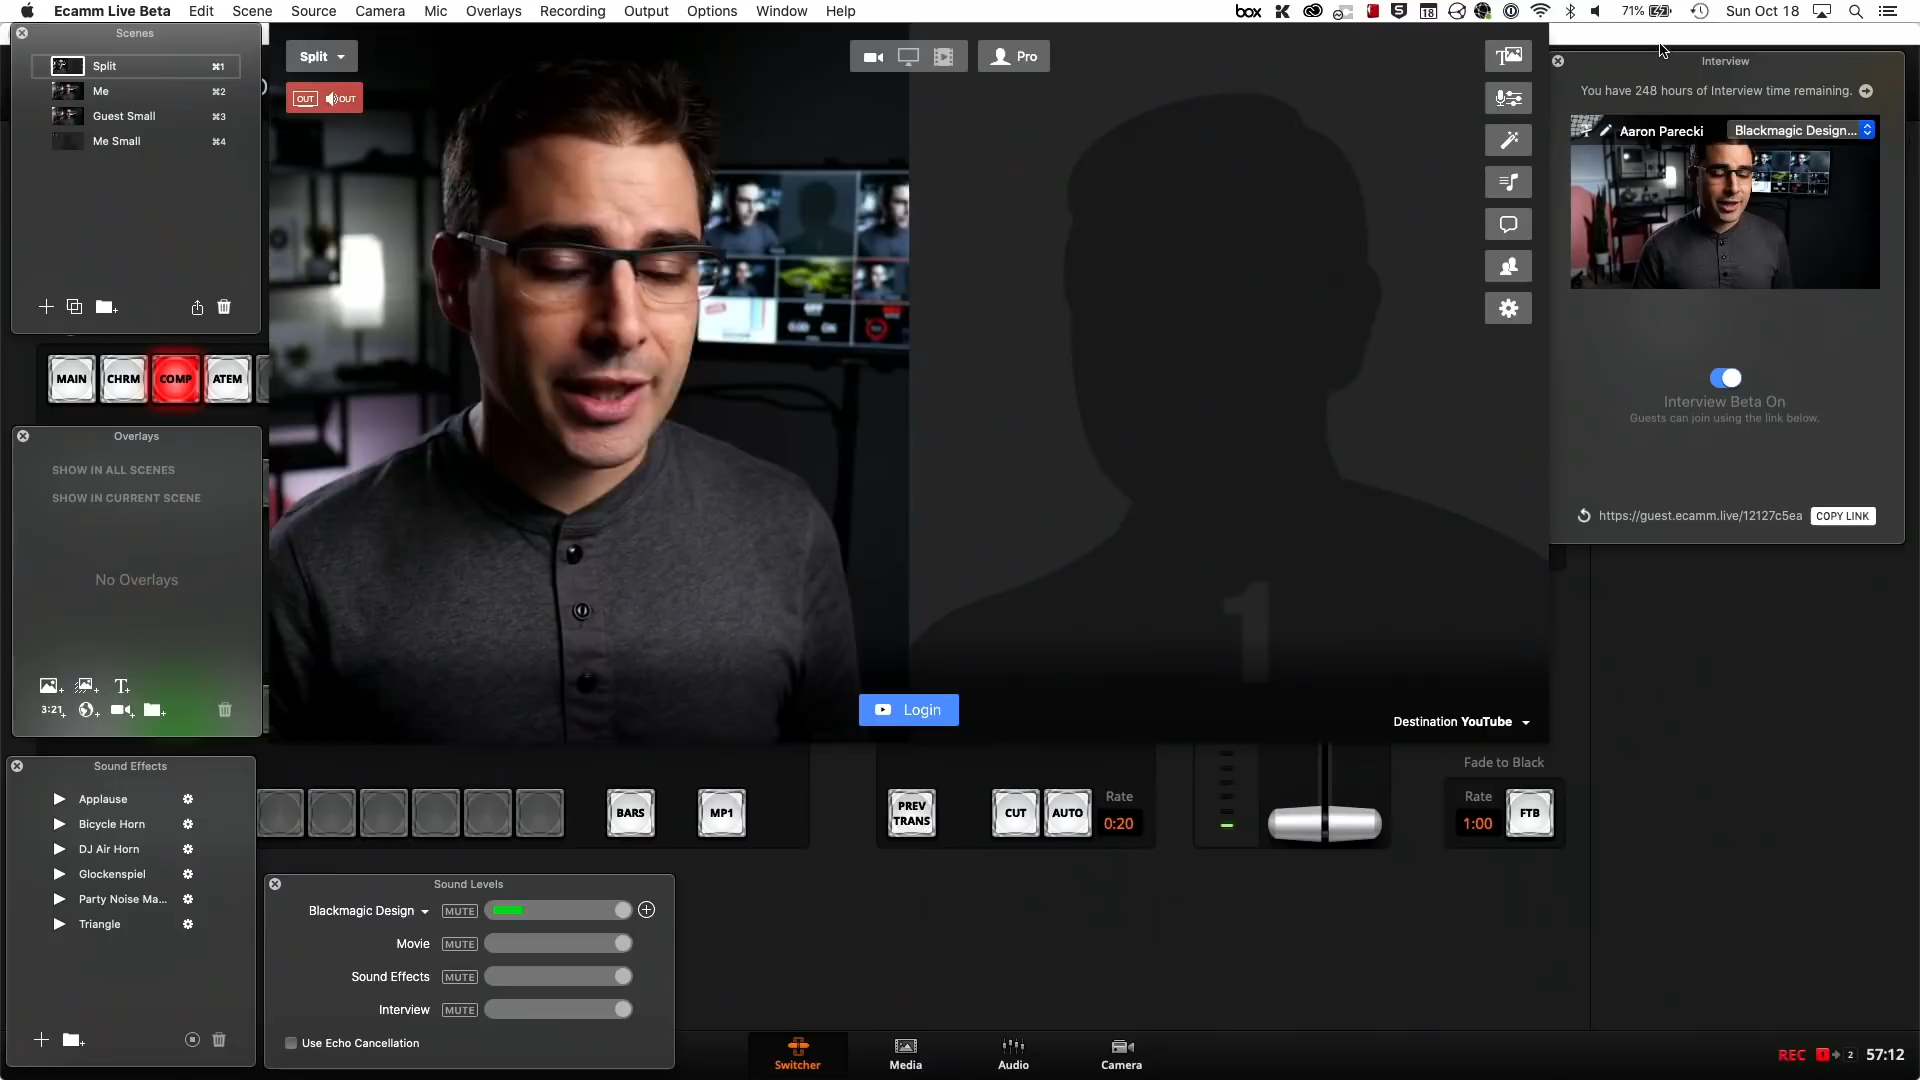 Ecamm Live Beta Edit Scene Source Camera Mic Overlays Recording Output Options Window Help
box 18 71% Sun Oct 18
Scenes
Split ⌘1
Me ⌘2
Guest Small ⌘3
Me Small ⌘4
MAIN CHRM COMP ATEM
Overlays
SHOW IN ALL SCENES
SHOW IN CURRENT SCENE
No Overlays
3:21
Sound Effects
Applause
Bicycle Horn
DJ Air Horn
Glockenspiel
Party Noise Ma...
Triangle
Split
OUT OUT
Pro
1
Login
Destination YouTube
Interview
You have 248 hours of Interview time remaining.
Aaron Parecki Blackmagic Design...
Interview Beta On
Guests can join using the link below.
https://guest.ecamm.live/12127c5ea COPY LINK
BARS MP1
PREV TRANS
CUT AUTO
Rate
0:20
Fade to Black
Rate
1:00
FTB
Sound Levels
Blackmagic Design MUTE
Movie MUTE
Sound Effects MUTE
Interview MUTE
Use Echo Cancellation
Switcher Media Audio Camera
REC 1 2 57:12